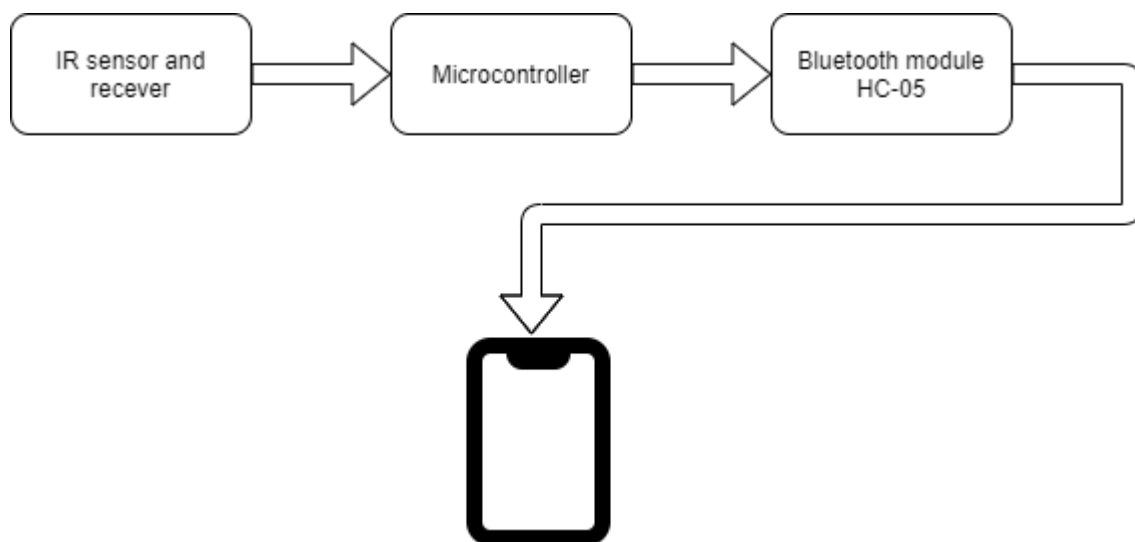 IR sensor and
recever
Microcontroller
Bluetooth module
HC-05